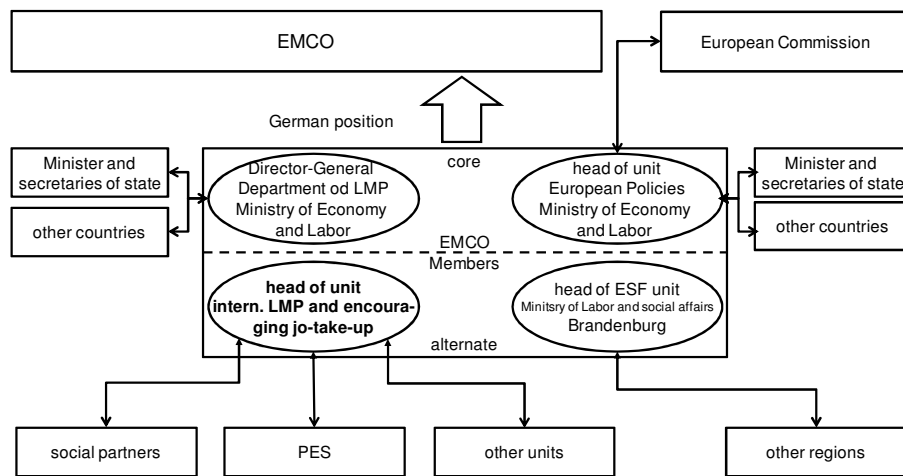 EMCO
European Commission
German position
core
Minister and
secretaries of state
other countries
Director-General
Department od LMP
Ministry of Economy
and Labor
head of unit
European Policies
Ministry of Economy
and Labor
Minister and
secretaries of state
other countries
EMCO
Members
head of unit
intern. LMP and encoura-
ging jo-take-up
head of ESF unit
Minitsry of Labor and social affairs
Brandenburg
alternate
social partners
PES
other units
other regions